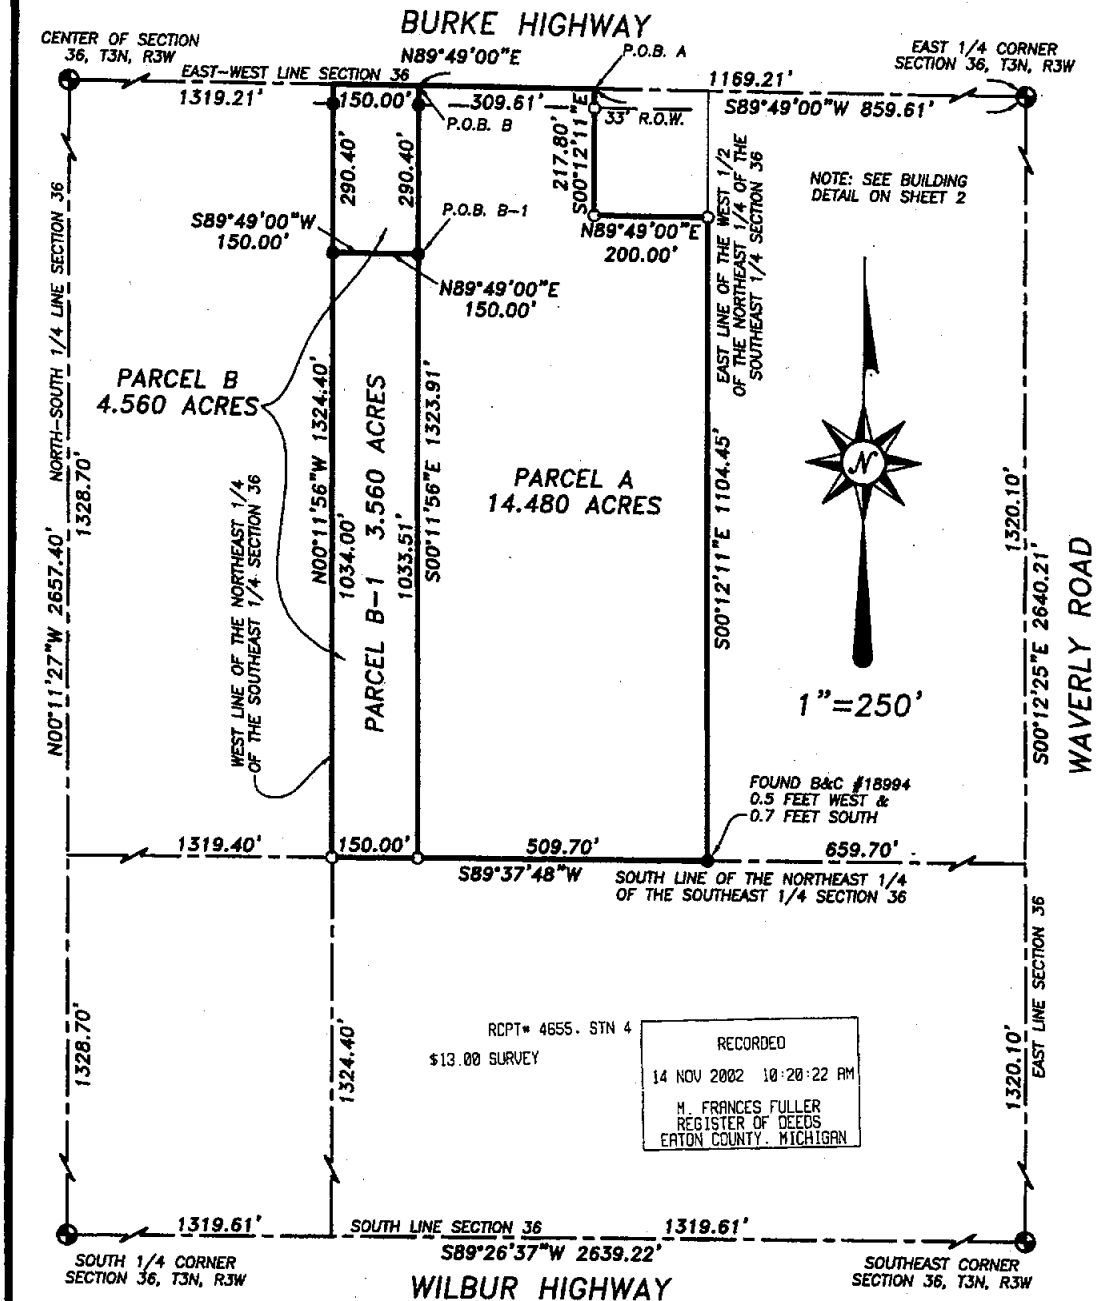 BURKE HIGHWAY
CENTER OF SECTION
36, T3N, R3W
N89°49'00"E
P.O.B. A
EAST 1/4 CORNER
SECTION 36, T3N, R3W
EAST-WEST LINE SECTION 36
1169.21'
1319.21'
150.00'
309.61'
S89°49'00"W 859.61'
P.O.B. B
33' R.O.W.
290.40'
290.40'
217.80'
S00°12'11"E
EAST LINE OF THE WEST 1/2
OF THE NORTHEAST 1/4 OF THE
SOUTHEAST 1/4 SECTION 36
NOTE: SEE BUILDING
DETAIL ON SHEET 2
S89°49'00"W
150.00'
P.O.B. B-1
N89°49'00"E
200.00'
N89°49'00"E
150.00'
NORTH-SOUTH 1/4 LINE SECTION 36
PARCEL B
4.560 ACRES
N00°11'56"W 1324.40'
1034.00'
PARCEL B-1 3.560 ACRES
S00°11'56"E 1323.91'
1033.51'
PARCEL A
14.480 ACRES
S00°12'11"E 1104.45'
N
1"=250'
1328.70'
N00°11'27"W 2657.40'
WEST LINE OF THE NORTHEAST 1/4
OF THE SOUTHEAST 1/4 SECTION 36
1320.10'
S00°12'25"E 2640.21'
WAVERLY ROAD
FOUND B&C #18994
0.5 FEET WEST &
0.7 FEET SOUTH
1319.40'
150.00'
509.70'
659.70'
S89°37'48"W
SOUTH LINE OF THE NORTHEAST 1/4
OF THE SOUTHEAST 1/4 SECTION 36
1328.70'
1324.40'
1320.10'
EAST LINE SECTION 36
RCPT# 4655. STN 4
$13.00 SURVEY
RECORDED
14 NOV 2002 10:20:22 AM
M. FRANCES FULLER
REGISTER OF DEEDS
EATON COUNTY. MICHIGAN
1319.61'
SOUTH LINE SECTION 36
1319.61'
S89°26'37"W 2639.22'
SOUTH 1/4 CORNER
SECTION 36, T3N, R3W
SOUTHEAST CORNER
SECTION 36, T3N, R3W
WILBUR HIGHWAY